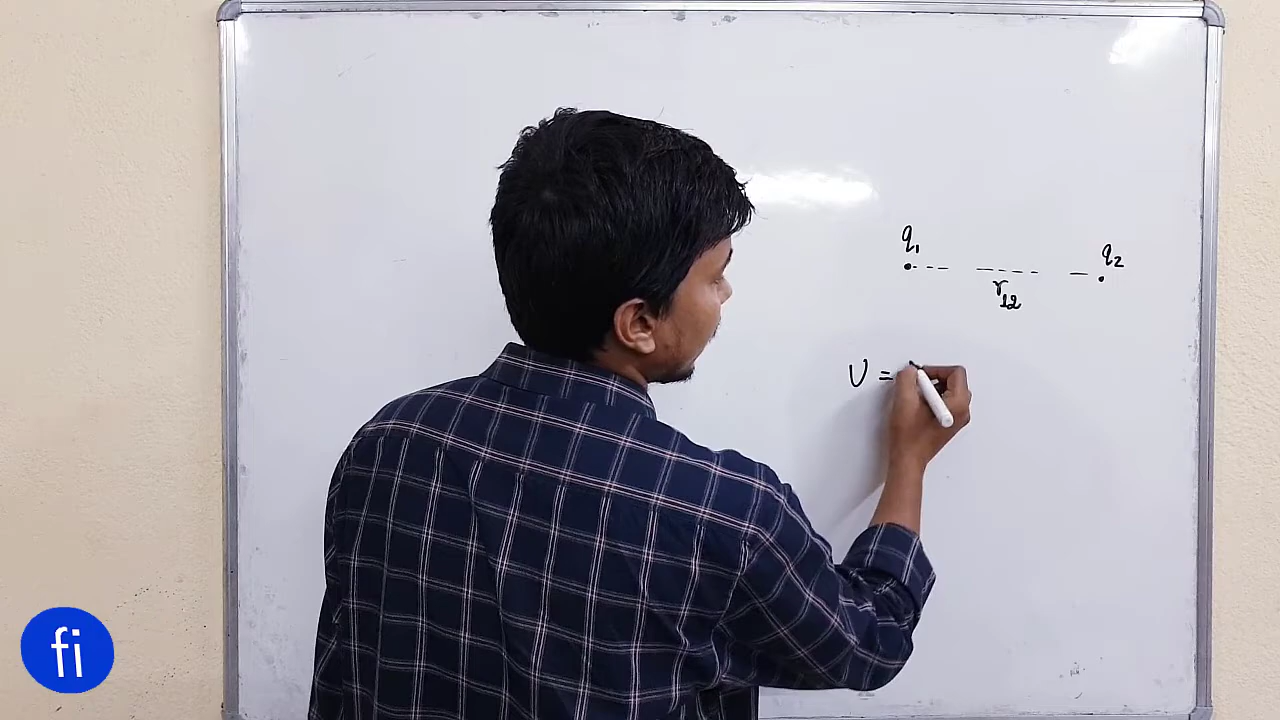 q₁ q₂
r₁₂
U =
fi